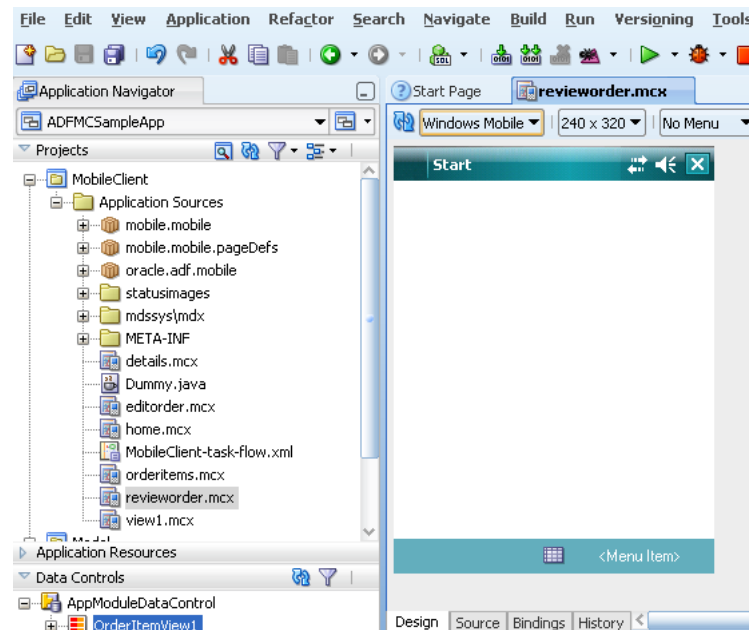 File Edit View Application Refactor Search Navigate Build Run Versioning Tools
Application Navigator
Start Page
revieworder.mcx
ADFMCSampleApp
Windows Mobile
240 x 320
No Menu
Projects
Start
MobileClient
Application Sources
mobile.mobile
mobile.mobile.pageDefs
oracle.adf.mobile
statusimages
mdssys\mdx
META-INF
details.mcx
Dummy.java
editorder.mcx
home.mcx
MobileClient-task-flow.xml
orderitems.mcx
revieworder.mcx
view1.mcx
Model
Application Resources
<Menu Item>
Data Controls
AppModuleDataControl
OrderItemView1
Design Source Bindings History